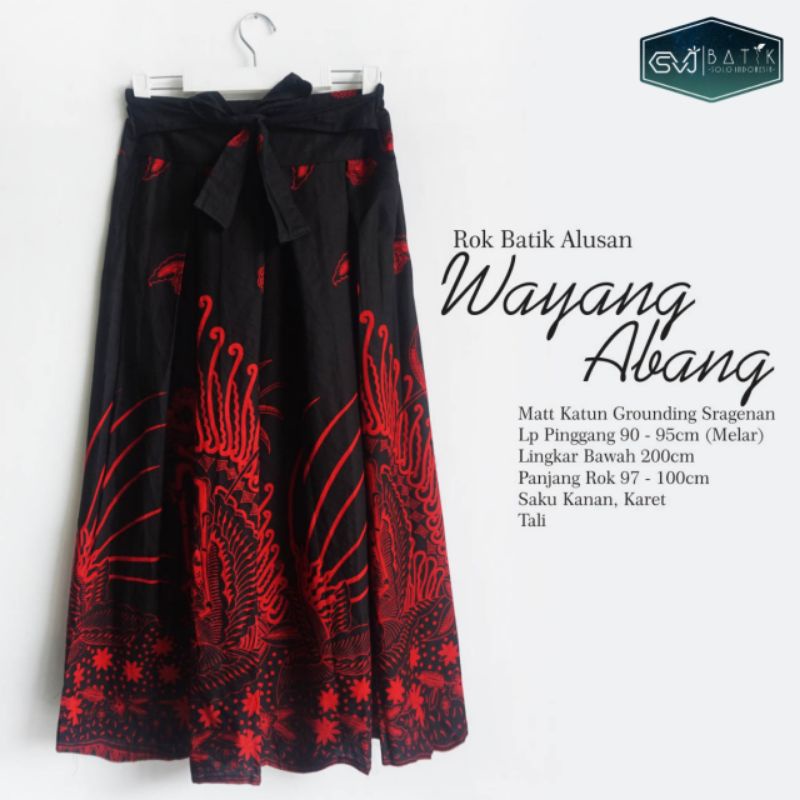 SVJ BATIK
-SOLO INDONESIA-
Rok Batik Alusan
Wayang
Abang
Matt Katun Grounding Sragenan
Lp Pinggang 90 - 95cm (Melar)
Lingkar Bawah 200cm
Panjang Rok 97 - 100cm
Saku Kanan, Karet
Tali